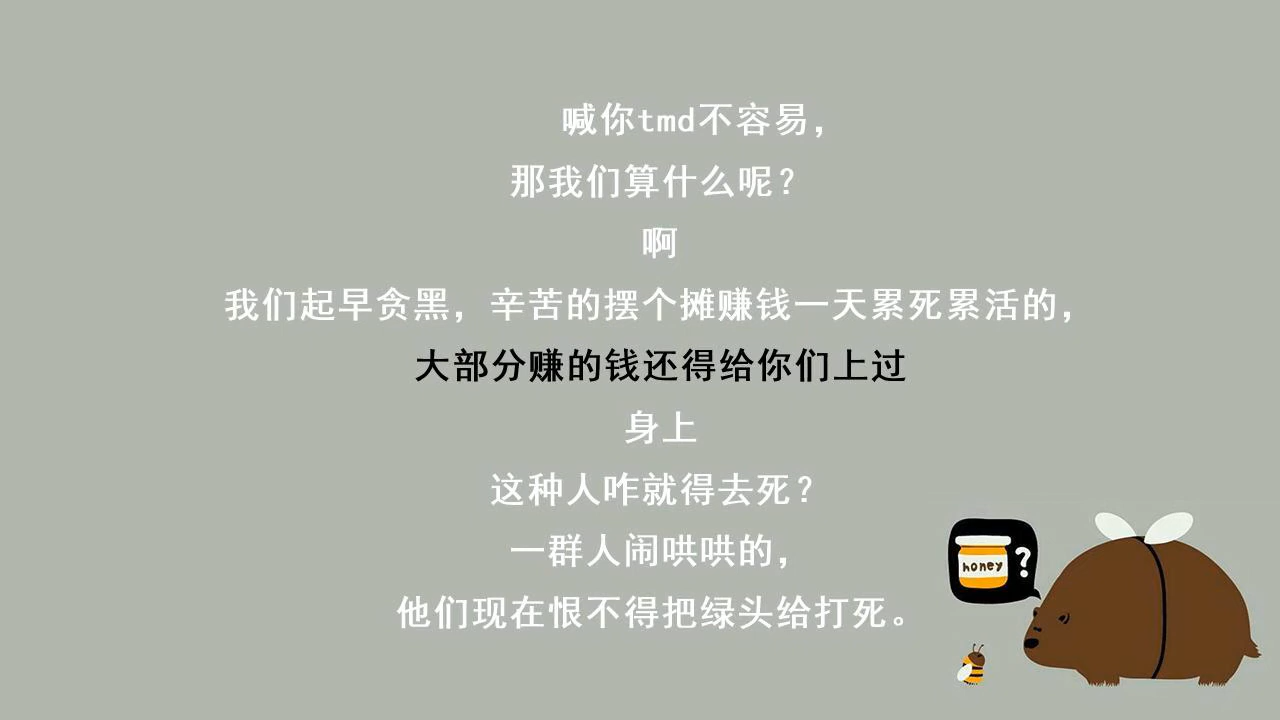 喊你tmd不容易，
那我们算什么呢？
啊
我们起早贪黑，辛苦的摆个摊赚钱一天累死累活的，
大部分赚的钱还得给你们上过
身上
这种人咋就得去死？
一群人闹哄哄的，
他们现在恨不得把绿头给打死。
honey
?